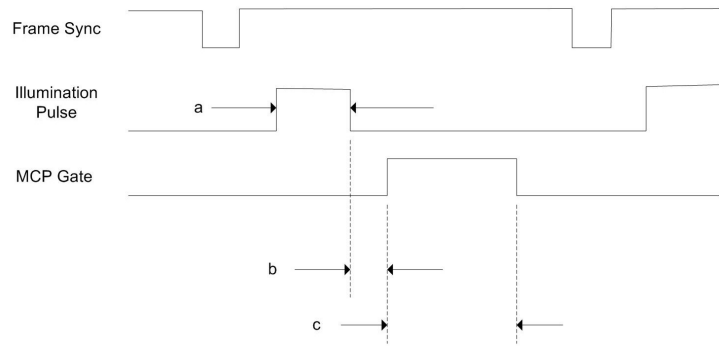 Frame Sync
Illumination
Pulse
a
MCP Gate
b
c